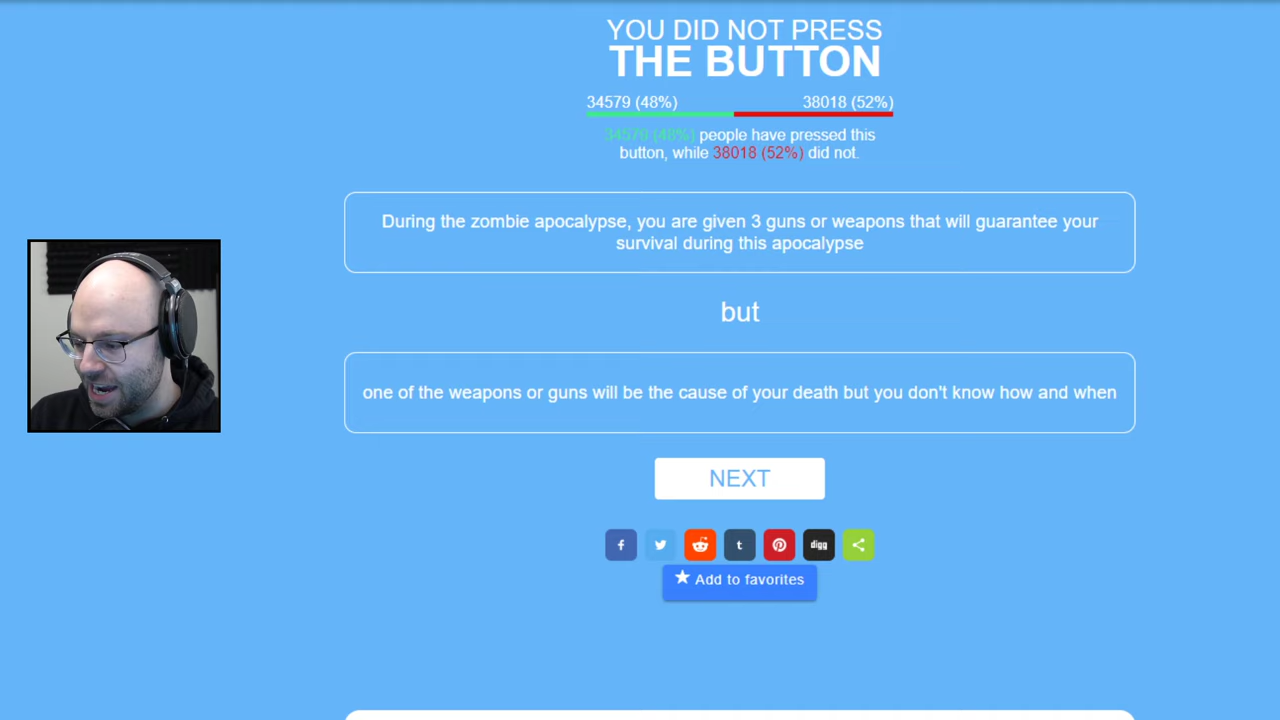 YOU DID NOT PRESS
THE BUTTON
34579 (48%) 38018 (52%)
34579 (48%) people have pressed this
button, while 38018 (52%) did not.
During the zombie apocalypse, you are given 3 guns or weapons that will guarantee your
survival during this apocalypse
but
one of the weapons or guns will be the cause of your death but you don't know how and when
NEXT
f t digg
Add to favorites